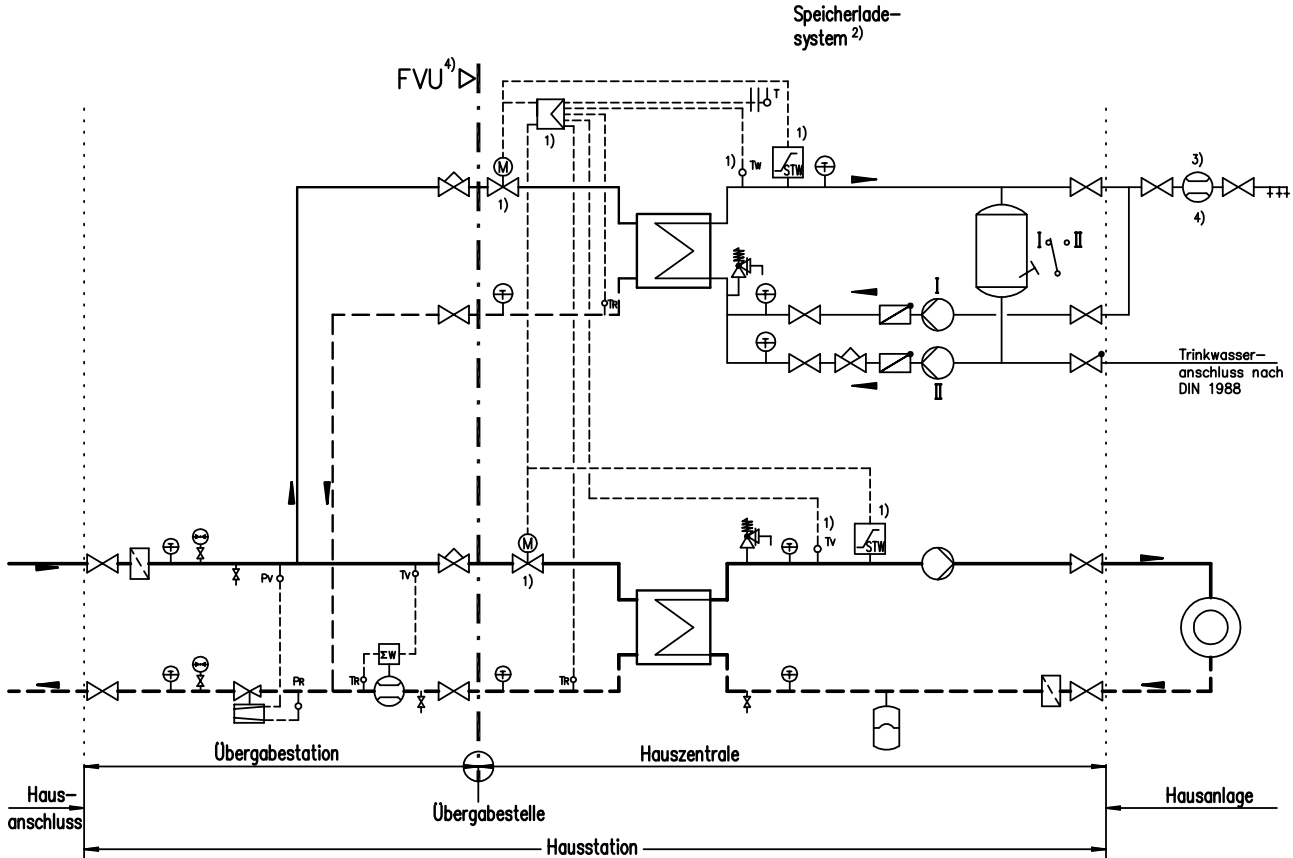 Speicherlade-
system 2)
FVU 4)
T
1)
1)
STW
1)
Tw
M
1)
T
3)
4)
I
II
TR
T
T
I
T
II
Trinkwasser-
anschluss nach
DIN 1988
1)
Tv
1)
STW
M
1)
T
T
Pv
Tv
ΣW
TR
PR
T
T
TR
T
Übergabestation
Hauszentrale
Haus-
anschluss
Übergabestelle
Hausanlage
Hausstation